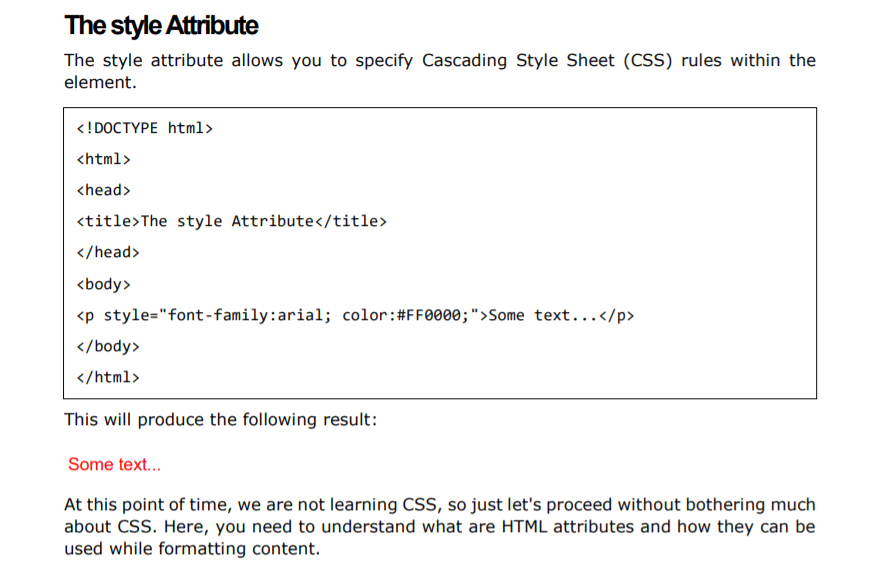 The style Attribute
The style attribute allows you to specify Cascading Style Sheet (CSS) rules within the
element.
<!DOCTYPE html>
<html>
<head>
<title>The style Attribute</title>
</head>
<body>
<p style="font-family:arial; color:#FF0000;">Some text...</p>
</body>
</html>
This will produce the following result:
Some text...
At this point of time, we are not learning CSS, so just let's proceed without bothering much
about CSS. Here, you need to understand what are HTML attributes and how they can be
used while formatting content.